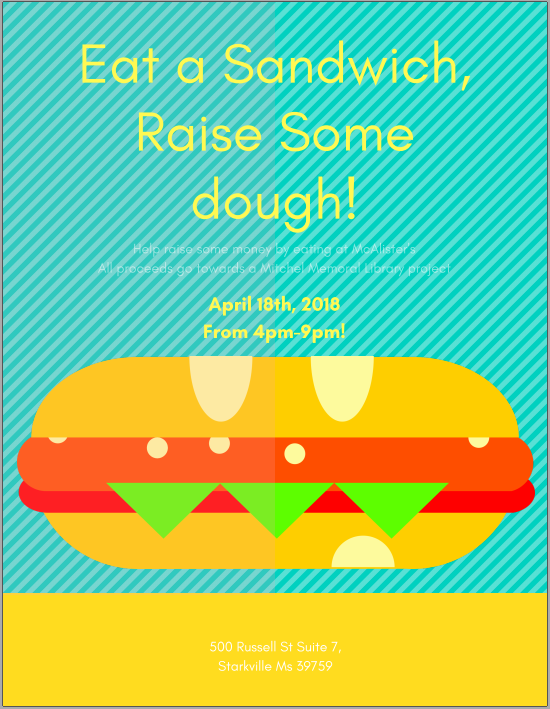 Eat a Sandwich,
Raise Some
dough!
Help raise some money by eating at McAlister's
All proceeds go towards a Mitchel Memoral Library project
April 18th, 2018
From 4pm-9pm!
500 Russell St Suite 7,
Starkville Ms 39759